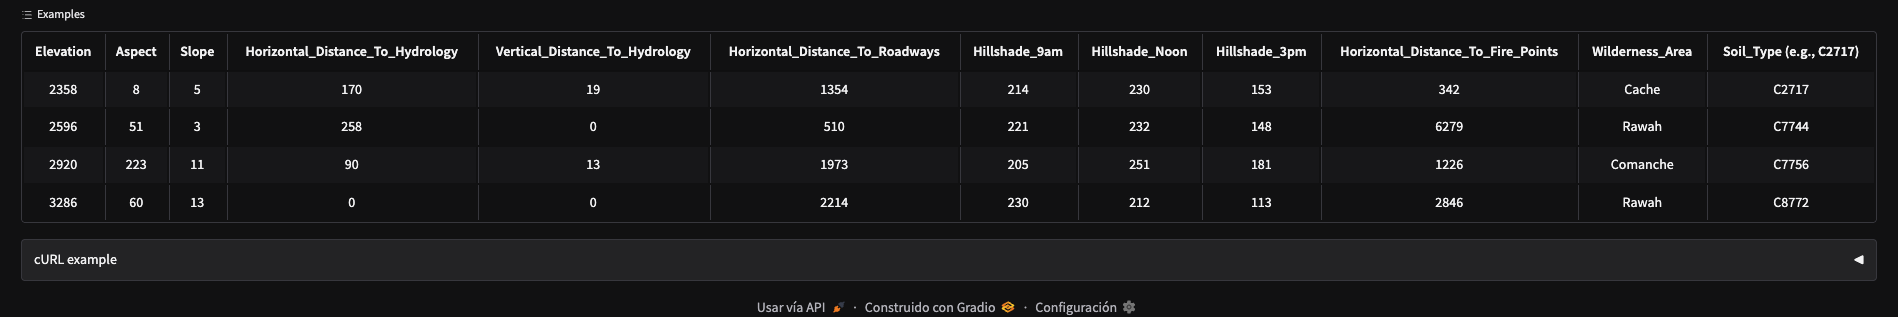 Examples
Elevation Aspect Slope Horizontal_Distance_To_Hydrology Vertical_Distance_To_Hydrology Horizontal_Distance_To_Roadways Hillshade_9am Hillshade_Noon Hillshade_3pm Horizontal_Distance_To_Fire_Points Wilderness_Area Soil_Type (e.g., C2717)
2358 8 5 170 19 1354 214 230 153 342 Cache C2717
2596 51 3 258 0 510 221 232 148 6279 Rawah C7744
2920 223 11 90 13 1973 205 251 181 1226 Comanche C7756
3286 60 13 0 0 2214 230 212 113 2846 Rawah C8772
cURL example
Usar vía API · Construido con Gradio · Configuración